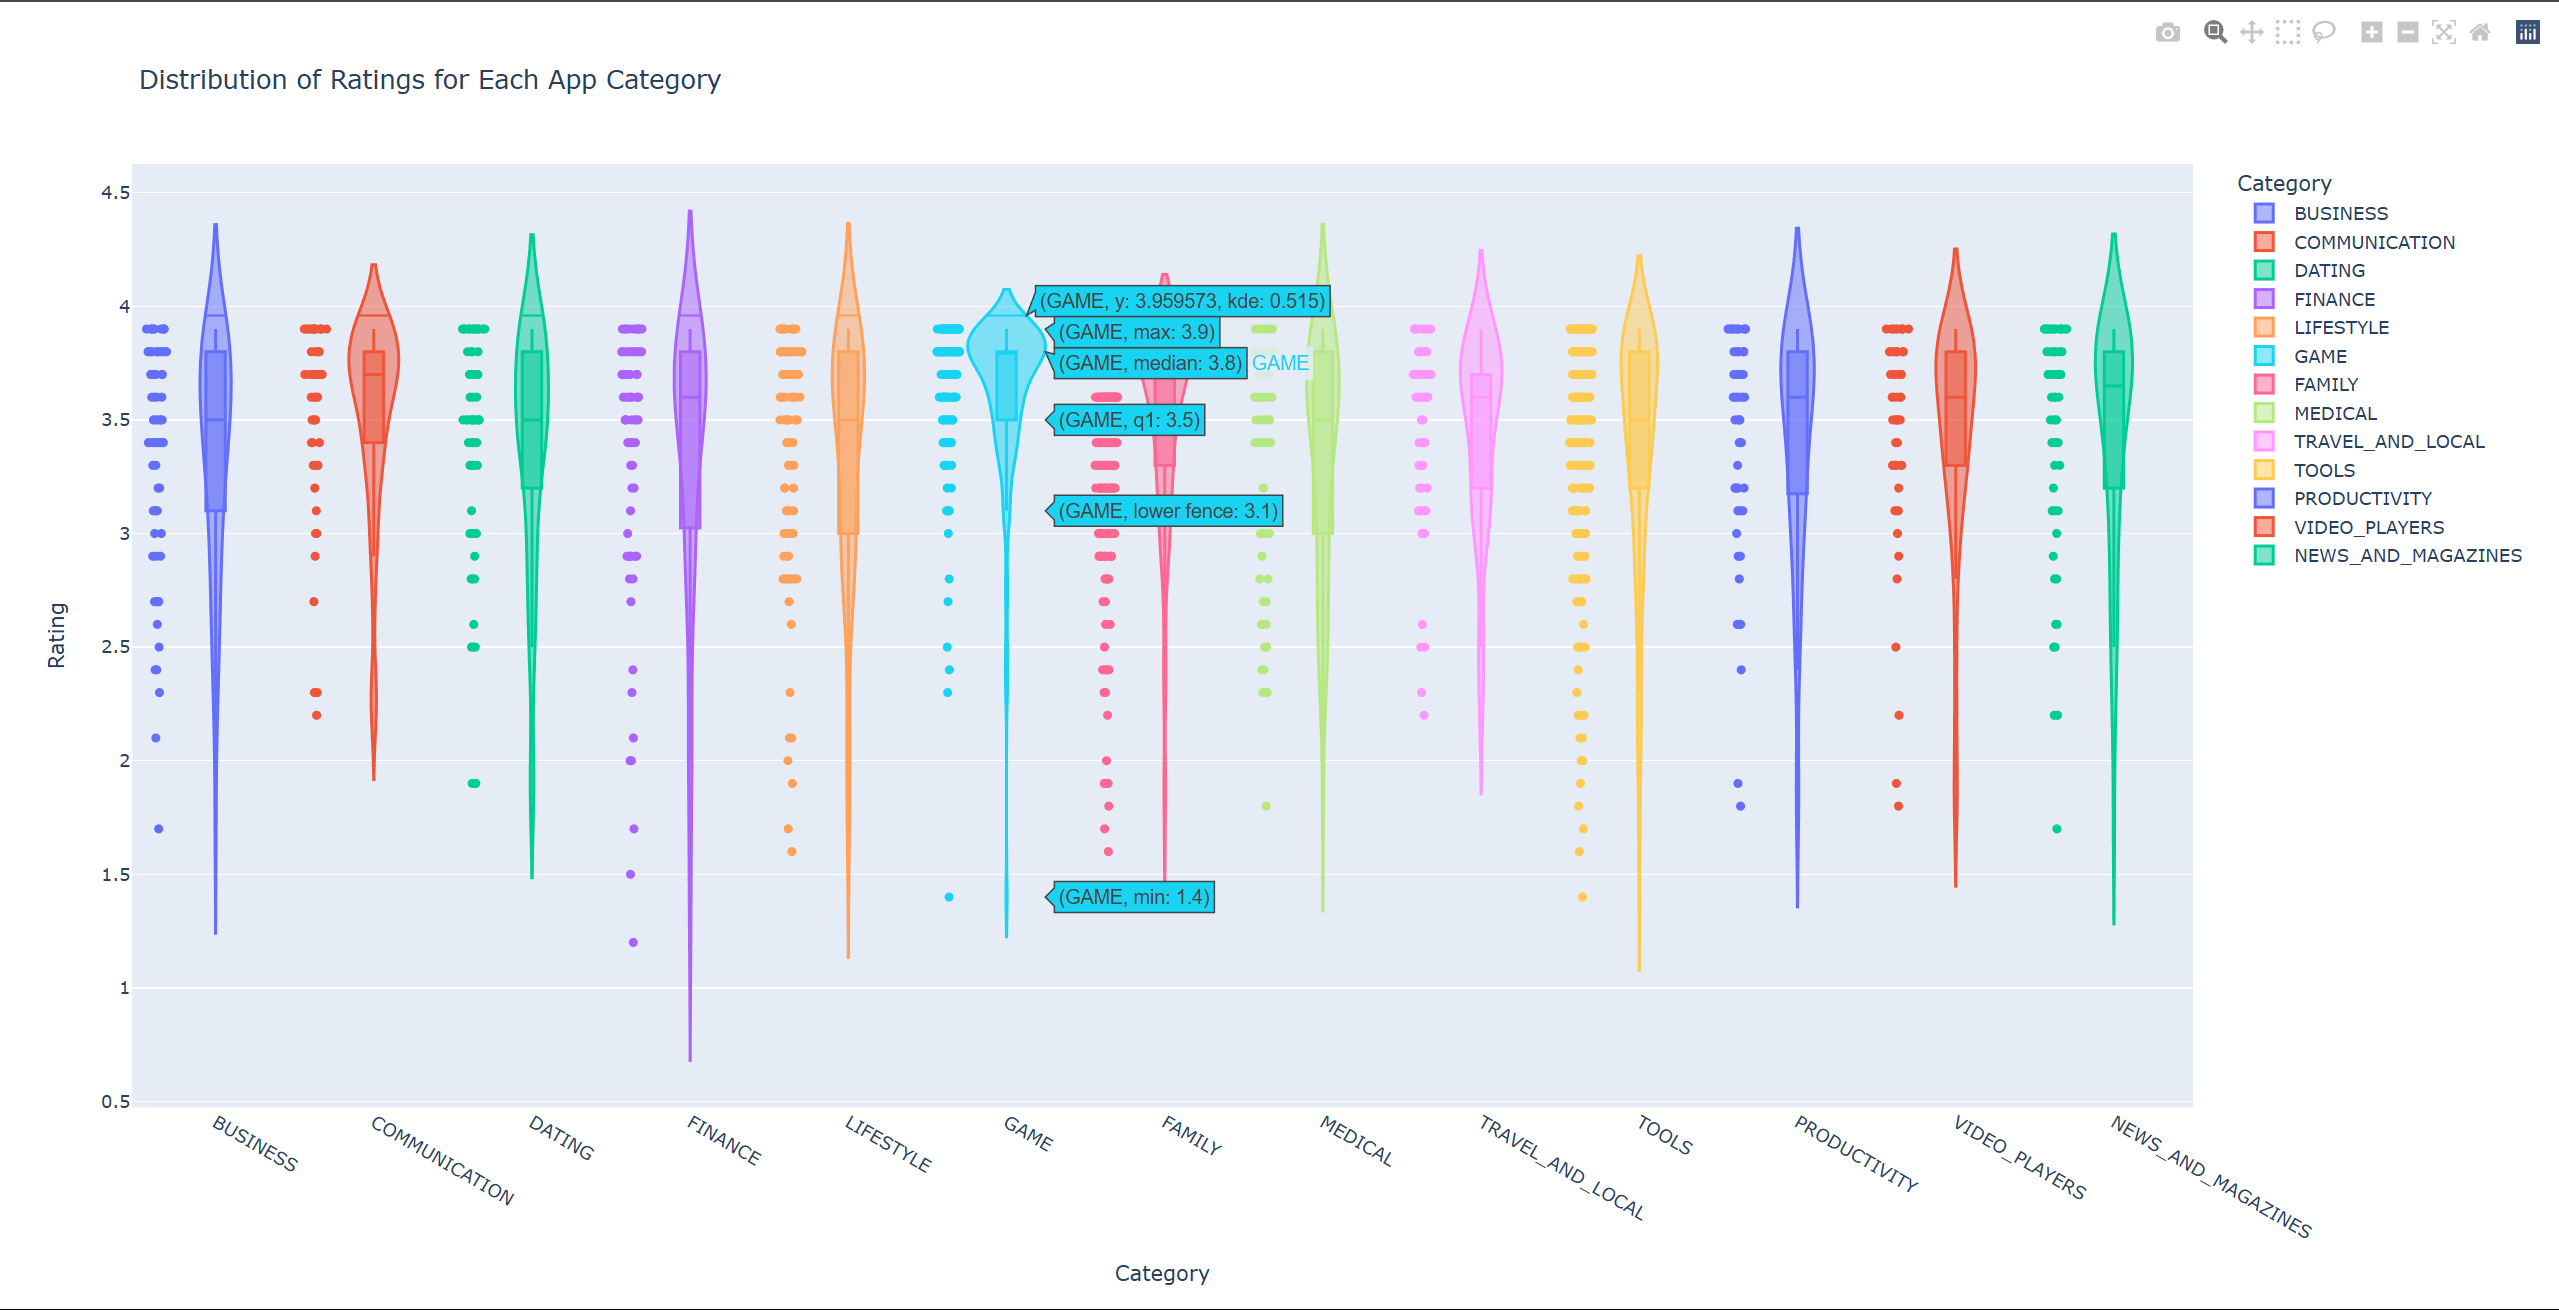 Distribution of Ratings for Each App Category
Category
BUSINESS
COMMUNICATION
DATING
FINANCE
LIFESTYLE
GAME
FAMILY
MEDICAL
TRAVEL_AND_LOCAL
TOOLS
PRODUCTIVITY
VIDEO_PLAYERS
NEWS_AND_MAGAZINES
Rating
4.5
4
3.5
3
2.5
2
1.5
1
0.5
(GAME, y: 3.959573, kde: 0.515)
(GAME, max: 3.9)
(GAME, median: 3.8) GAME
(GAME, q1: 3.5)
(GAME, lower fence: 3.1)
(GAME, min: 1.4)
BUSINESS
COMMUNICATION
DATING
FINANCE
LIFESTYLE
GAME
FAMILY
MEDICAL
TRAVEL_AND_LOCAL
TOOLS
PRODUCTIVITY
VIDEO_PLAYERS
NEWS_AND_MAGAZINES
Category